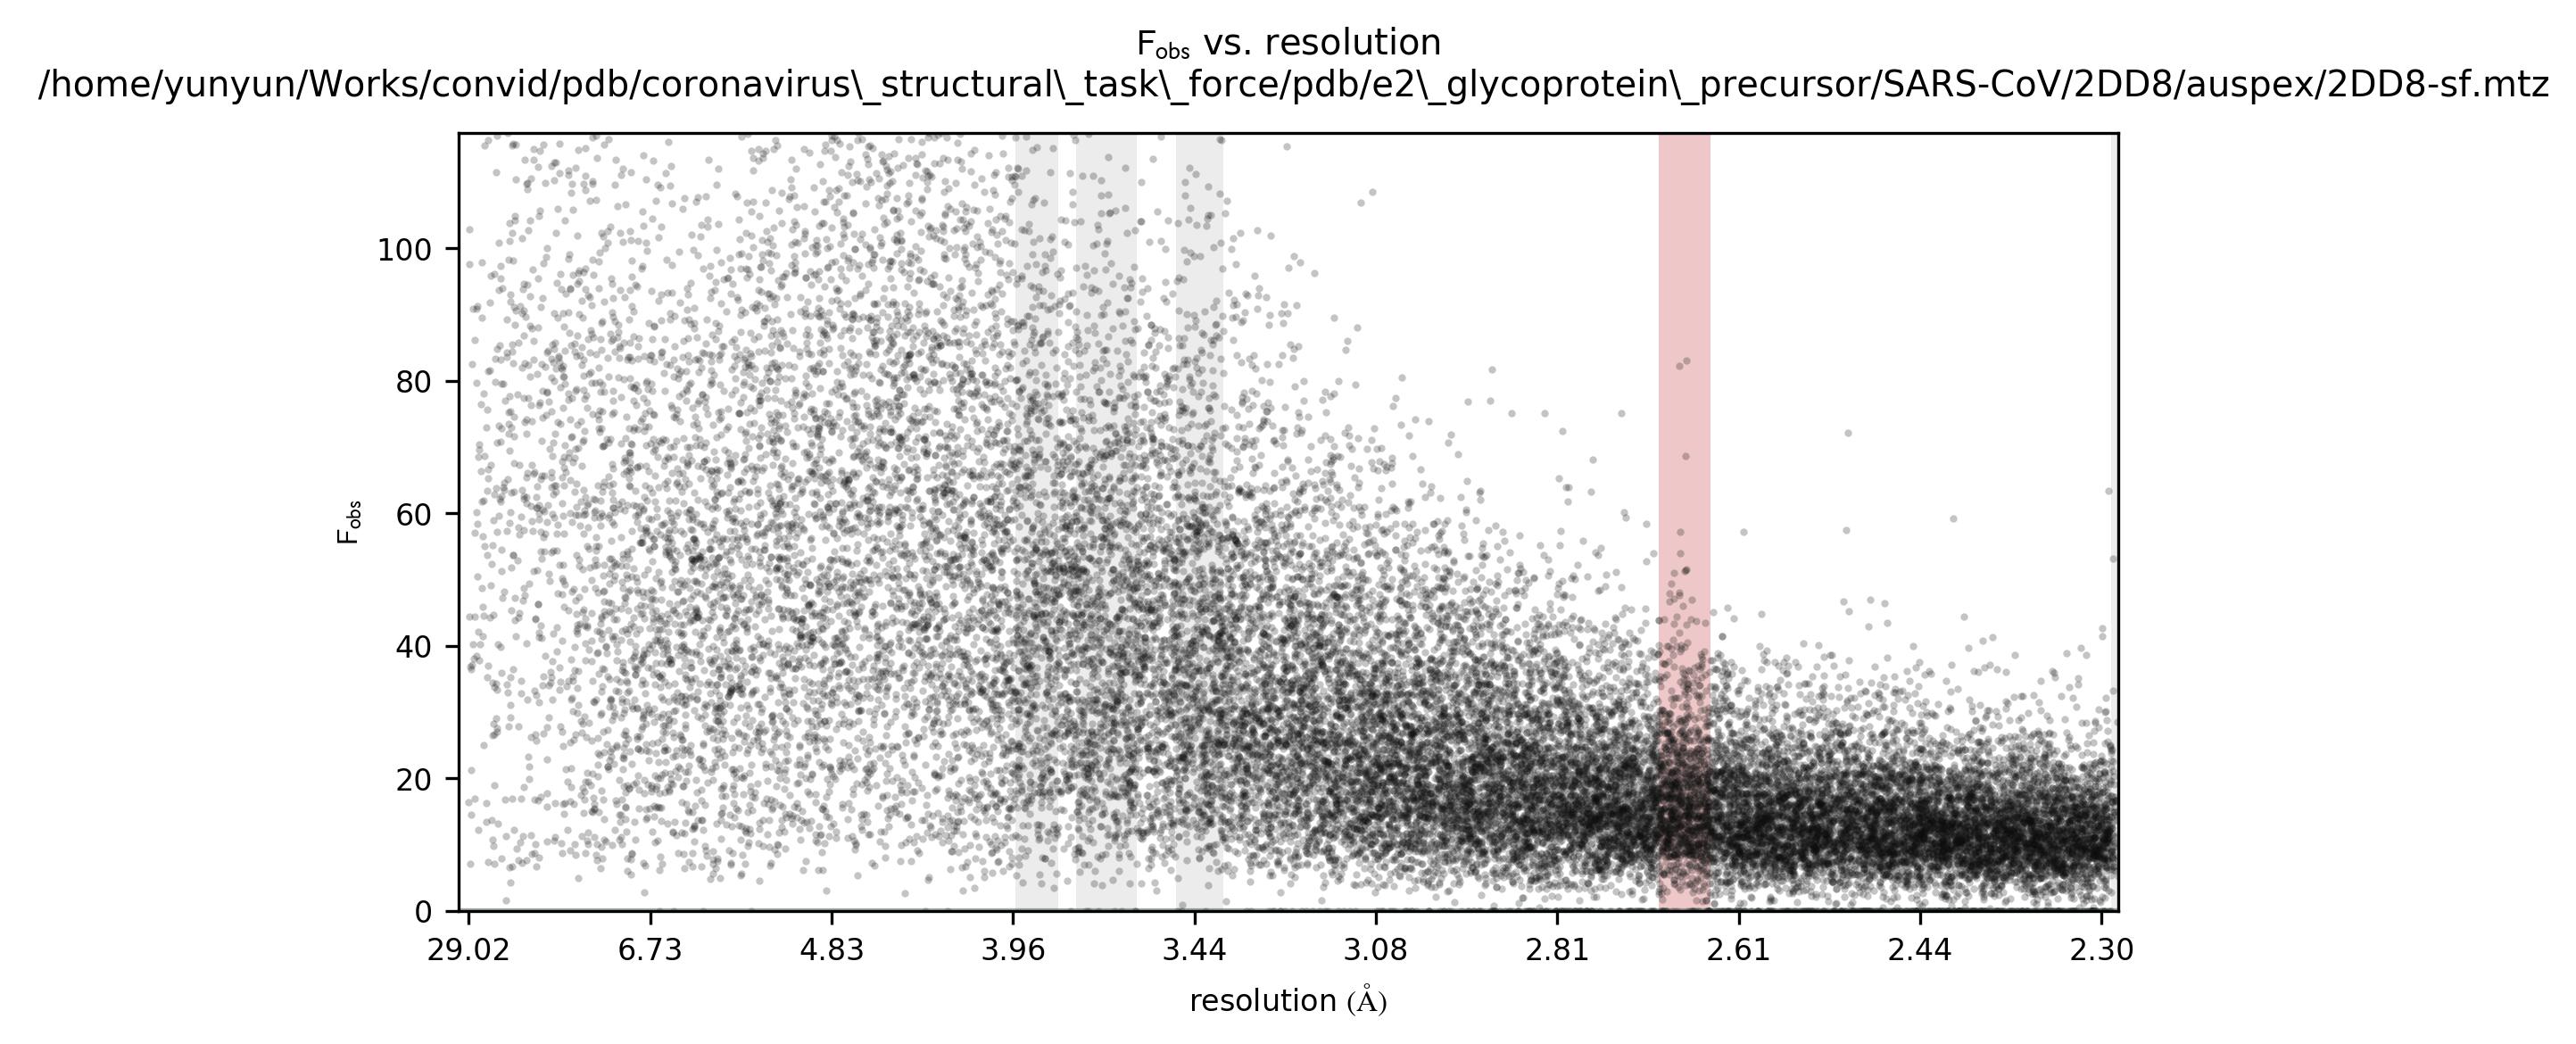 F_obs vs. resolution
/home/yunyun/Works/convid/pdb/coronavirus\_structural\_task\_force/pdb/e2\_glycoprotein\_precursor/SARS-CoV/2DD8/auspex/2DD8-sf.mtz
F_obs
100
80
60
40
20
0
29.02 6.73 4.83 3.96 3.44 3.08 2.81 2.61 2.44 2.30
resolution (Å)